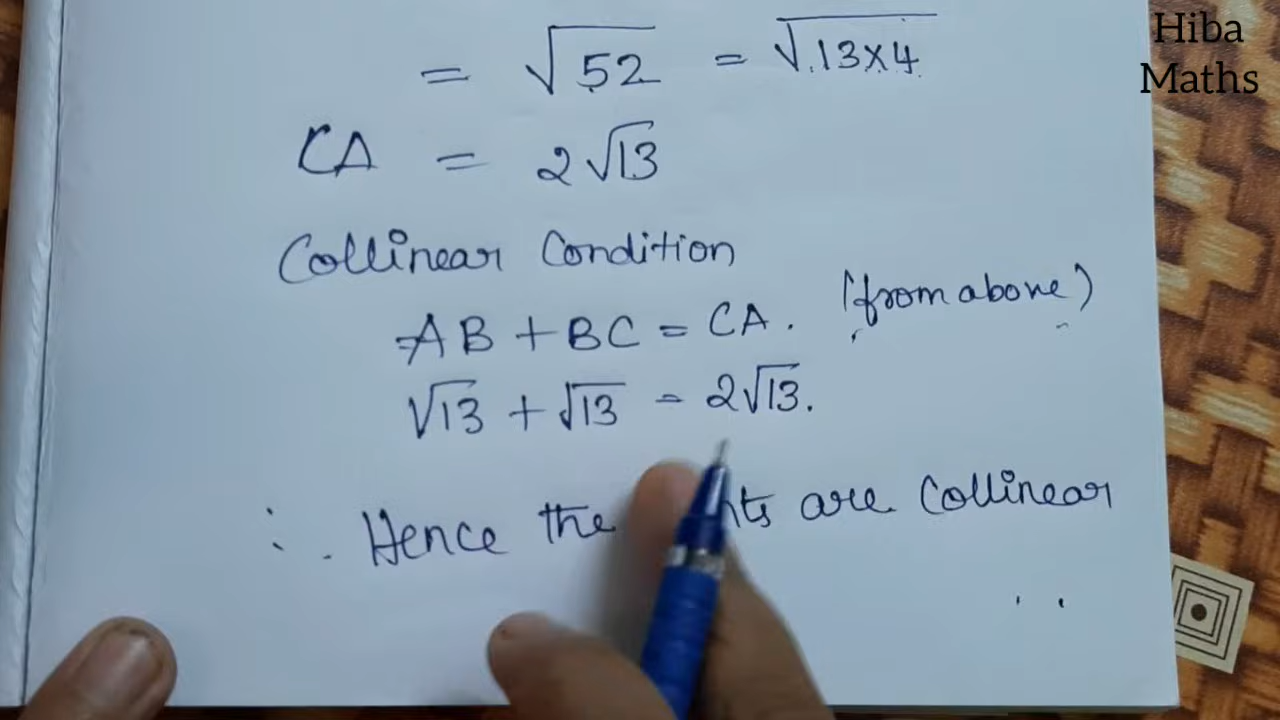 Hiba
Maths
= √52 = √13×4
CA = 2√13
Collinear Condition
AB + BC = CA. (from above)
√13 + √13 = 2√13.
∴ Hence the are Collinear